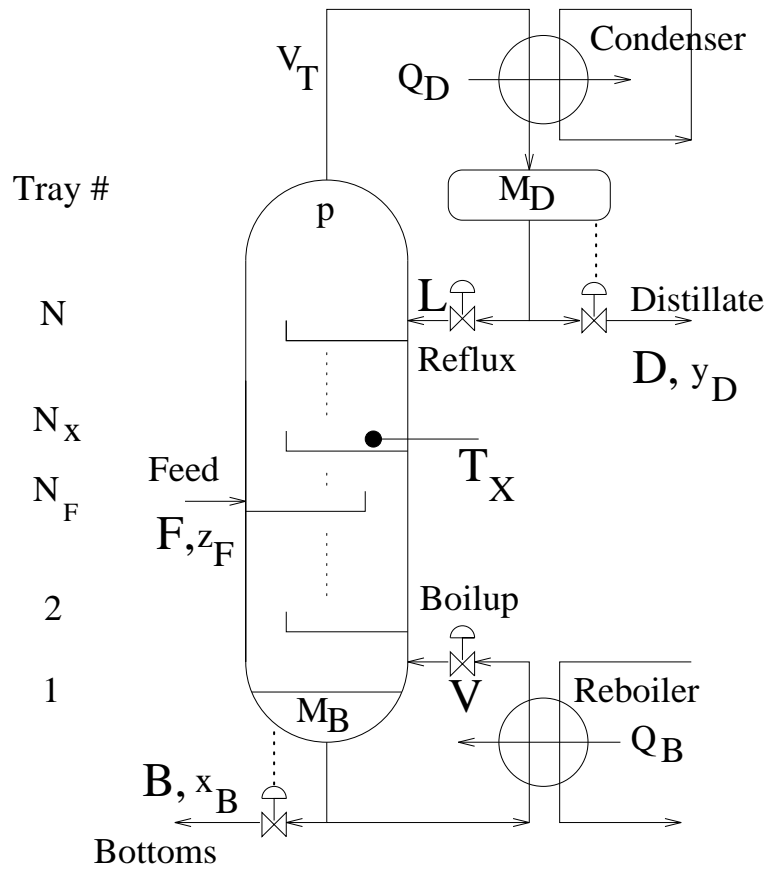 Condenser
V_T
Q_D
Tray #
M_D
p
N
L
Distillate
Reflux
D, y_D
N_X
T_X
Feed
N_F
F, z_F
Boilup
2
1
V
Reboiler
M_B
Q_B
B, x_B
Bottoms